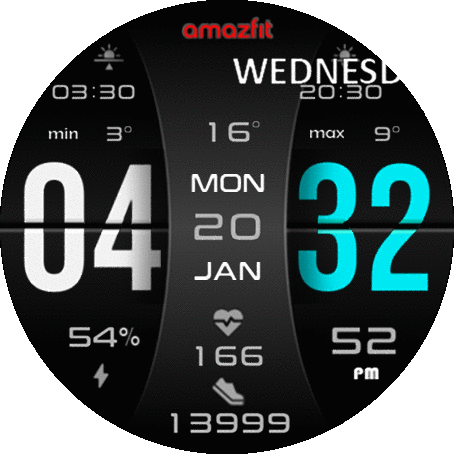 amazfit
WEDNESD
03:30
20:30
min 3°
16°
max 9°
04
MON
20
JAN
32
54%
166
52
PM
13999